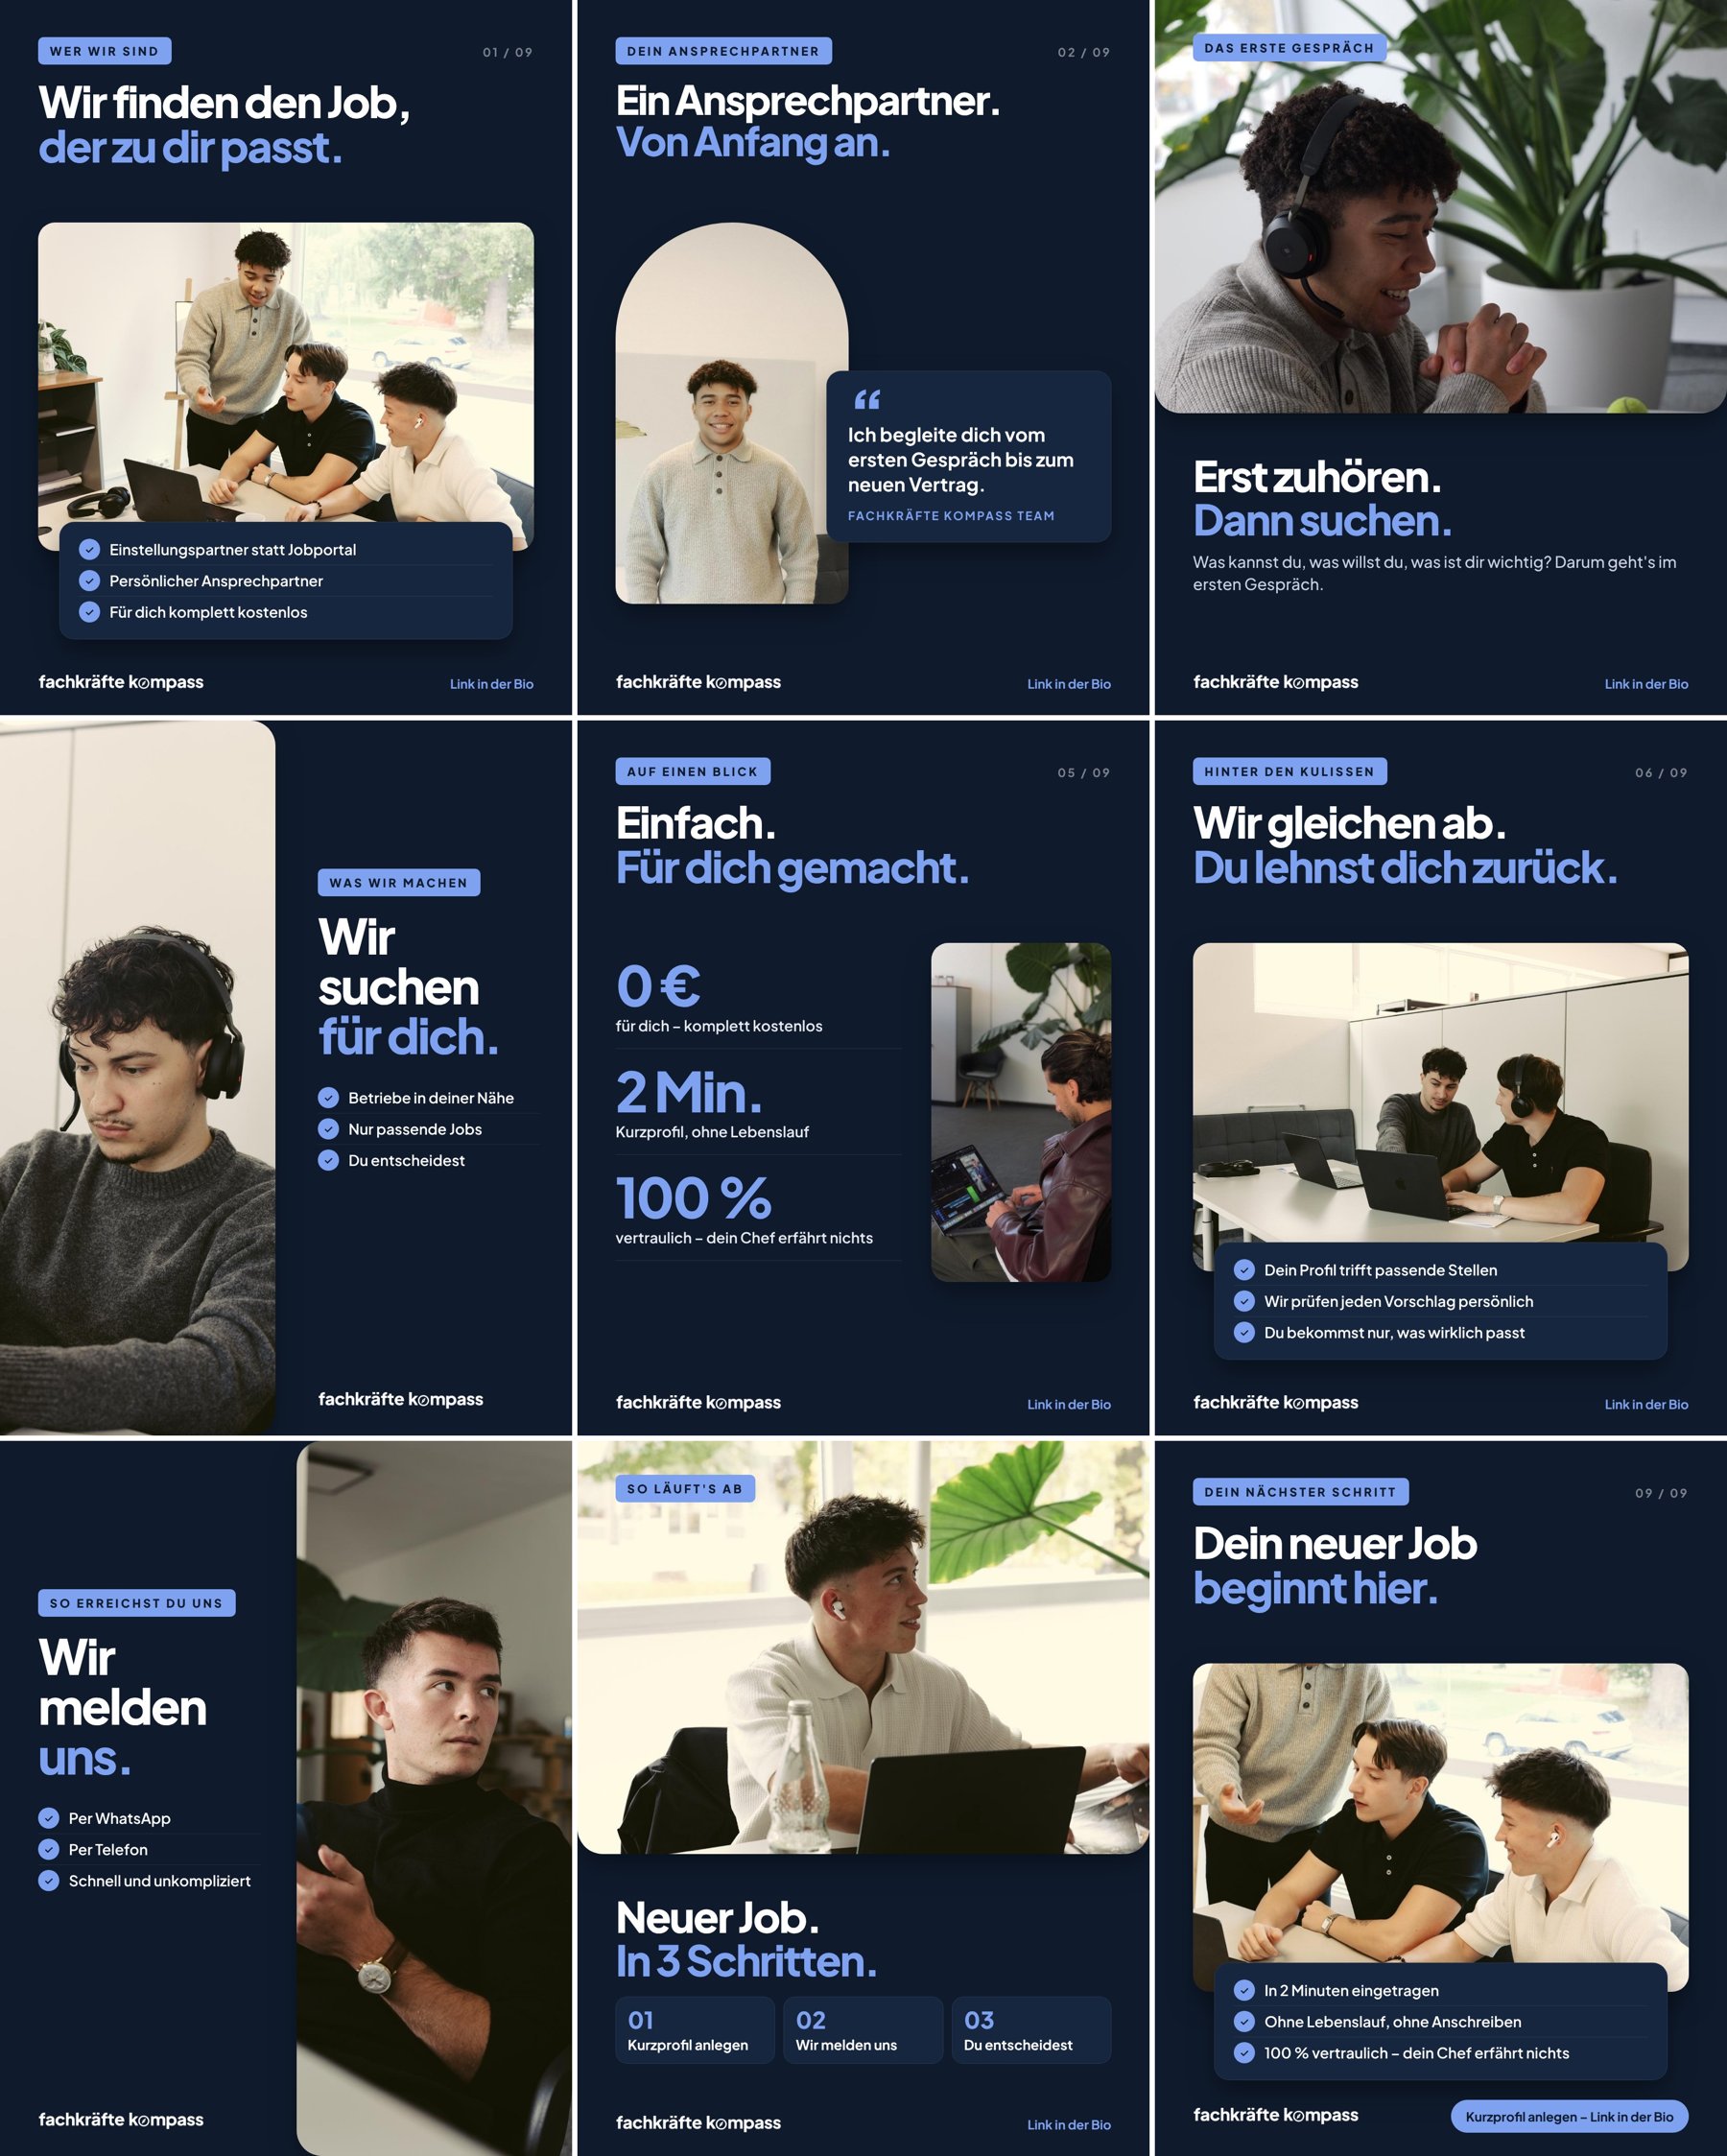 WER WIR SIND
01 / 09
Wir finden den Job,
der zu dir passt.
Einstellungspartner statt Jobportal
Persönlicher Ansprechpartner
Für dich komplett kostenlos
fachkräfte kompass
Link in der Bio
DEIN ANSPRECHPARTNER
02 / 09
Ein Ansprechpartner.
Von Anfang an.
“
Ich begleite dich vom
ersten Gespräch bis zum
neuen Vertrag.
FACHKRÄFTE KOMPASS TEAM
fachkräfte kompass
Link in der Bio
DAS ERSTE GESPRÄCH
Erst zuhören.
Dann suchen.
Was kannst du, was willst du, was ist dir wichtig? Darum geht's im
ersten Gespräch.
fachkräfte kompass
Link in der Bio
WAS WIR MACHEN
Wir
suchen
für dich.
Betriebe in deiner Nähe
Nur passende Jobs
Du entscheidest
fachkräfte kompass
AUF EINEN BLICK
05 / 09
Einfach.
Für dich gemacht.
0 €
für dich – komplett kostenlos
2 Min.
Kurzprofil, ohne Lebenslauf
100 %
vertraulich – dein Chef erfährt nichts
fachkräfte kompass
Link in der Bio
HINTER DEN KULISSEN
06 / 09
Wir gleichen ab.
Du lehnst dich zurück.
Dein Profil trifft passende Stellen
Wir prüfen jeden Vorschlag persönlich
Du bekommst nur, was wirklich passt
fachkräfte kompass
Link in der Bio
SO ERREICHST DU UNS
Wir
melden
uns.
Per WhatsApp
Per Telefon
Schnell und unkompliziert
fachkräfte kompass
SO LÄUFT'S AB
Neuer Job.
In 3 Schritten.
01
Kurzprofil anlegen
02
Wir melden uns
03
Du entscheidest
fachkräfte kompass
Link in der Bio
DEIN NÄCHSTER SCHRITT
09 / 09
Dein neuer Job
beginnt hier.
In 2 Minuten eingetragen
Ohne Lebenslauf, ohne Anschreiben
100 % vertraulich – dein Chef erfährt nichts
fachkräfte kompass
Kurzprofil anlegen – Link in der Bio